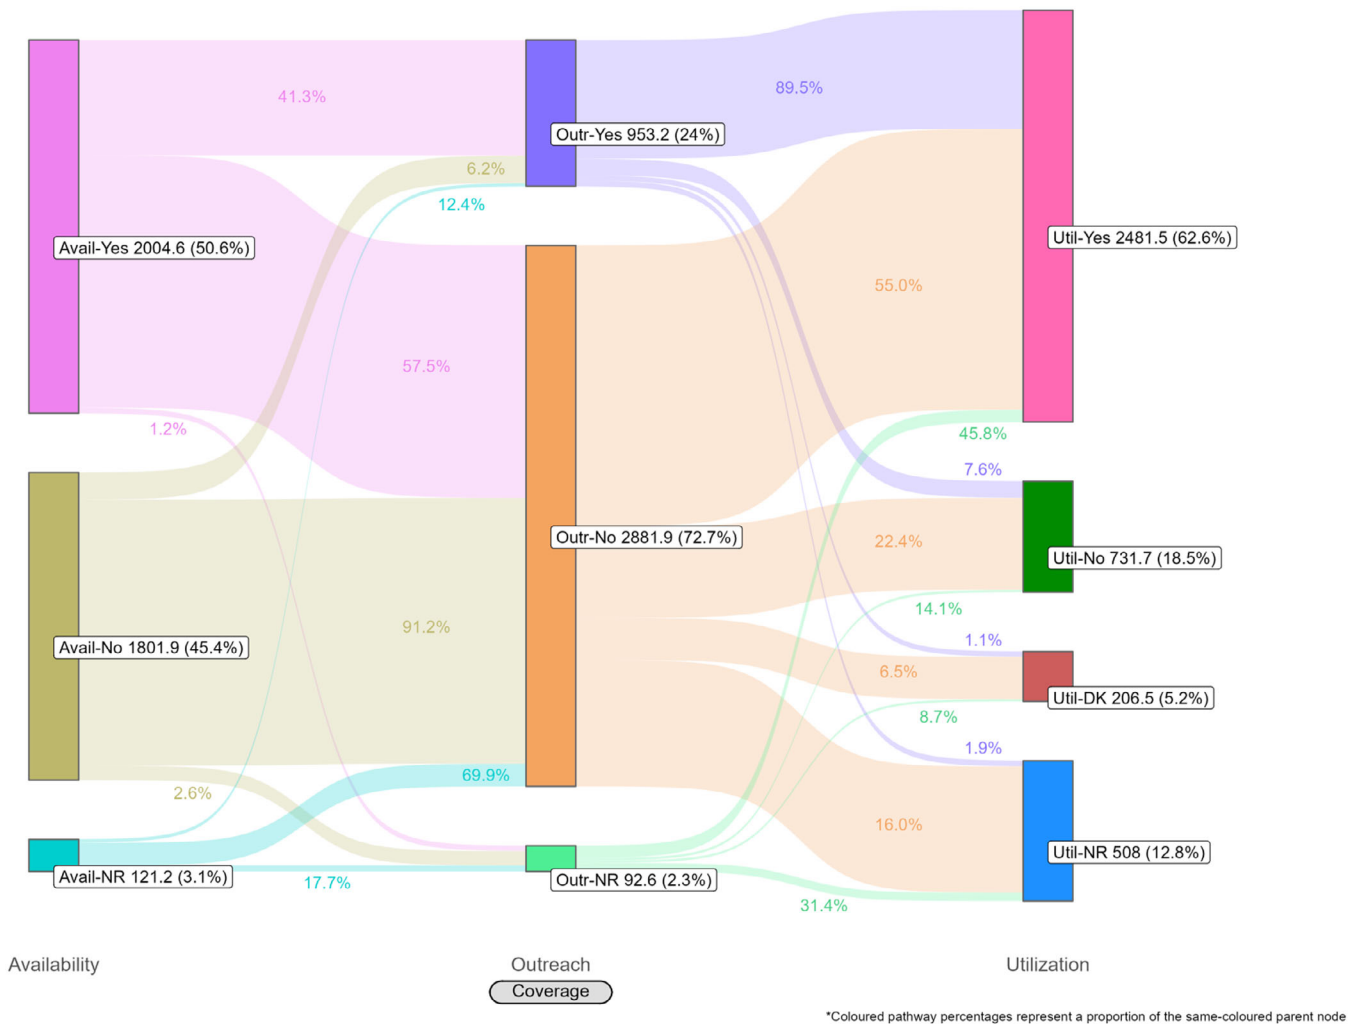 41.3%
89.5%
Outr-Yes 953.2 (24%)
6.2%
12.4%
Avail-Yes 2004.6 (50.6%)
Util-Yes 2481.5 (62.6%)
55.0%
57.5%
1.2%
45.8%
7.6%
Outr-No 2881.9 (72.7%)
22.4%
Util-No 731.7 (18.5%)
14.1%
91.2%
Avail-No 1801.9 (45.4%)
1.1%
6.5%
Util-DK 206.5 (5.2%)
8.7%
1.9%
69.9%
2.6%
16.0%
Util-NR 508 (12.8%)
Avail-NR 121.2 (3.1%)
17.7%
Outr-NR 92.6 (2.3%)
31.4%
Availability
Outreach
Utilization
Coverage
*Coloured pathway percentages represent a proportion of the same-coloured parent node